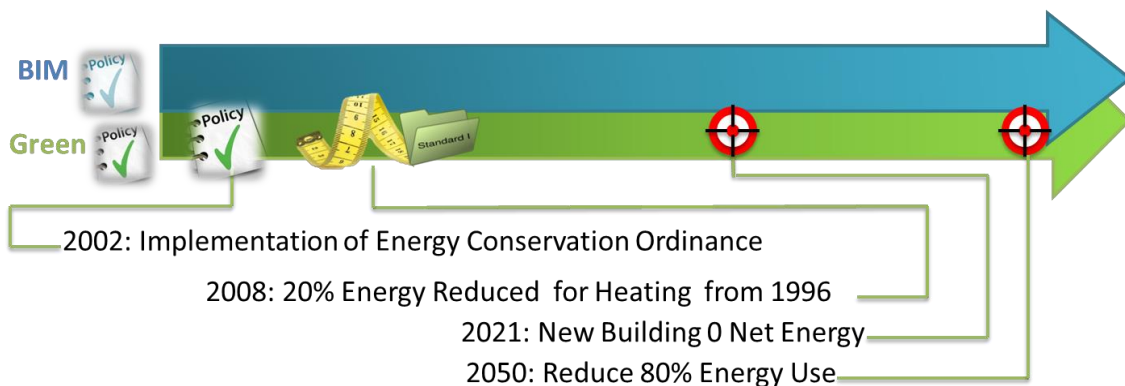 BIM
Policy
Green
Policy
Policy
Standard I
2002: Implementation of Energy Conservation Ordinance
2008: 20% Energy Reduced for Heating from 1996
2021: New Building 0 Net Energy
2050: Reduce 80% Energy Use